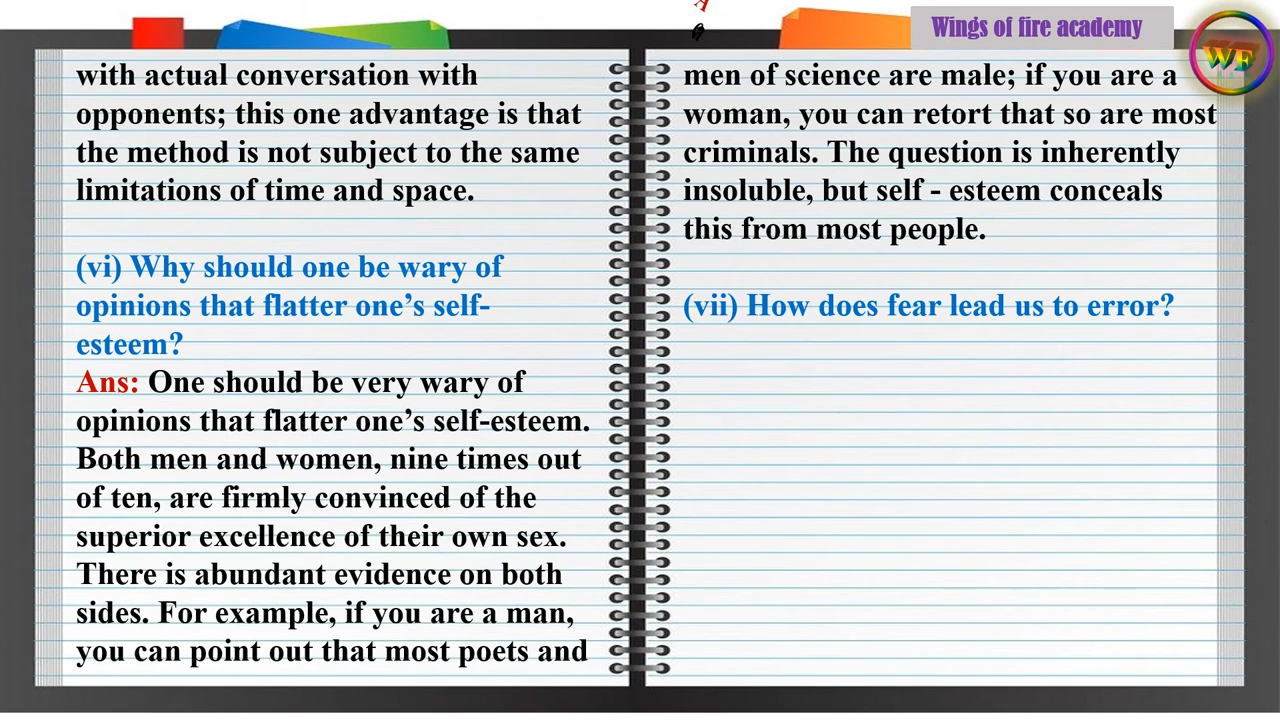 A
Wings of fire academy
WF
with actual conversation with
opponents; this one advantage is that
the method is not subject to the same
limitations of time and space.
(vi) Why should one be wary of
opinions that flatter one’s self-
esteem?
Ans: One should be very wary of
opinions that flatter one’s self-esteem.
Both men and women, nine times out
of ten, are firmly convinced of the
superior excellence of their own sex.
There is abundant evidence on both
sides. For example, if you are a man,
you can point out that most poets and
men of science are male; if you are a
woman, you can retort that so are most
criminals. The question is inherently
insoluble, but self - esteem conceals
this from most people.
(vii) How does fear lead us to error?